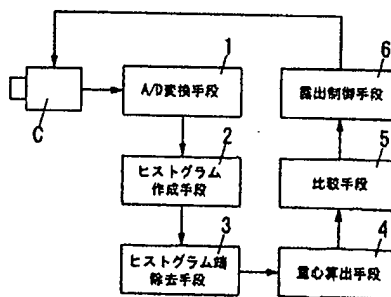 1
A/D変換手段
C
2
ヒストグラム
作成手段
3
ヒストグラム端
除去手段
4
重心算出手段
5
比較手段
6
露出制御手段